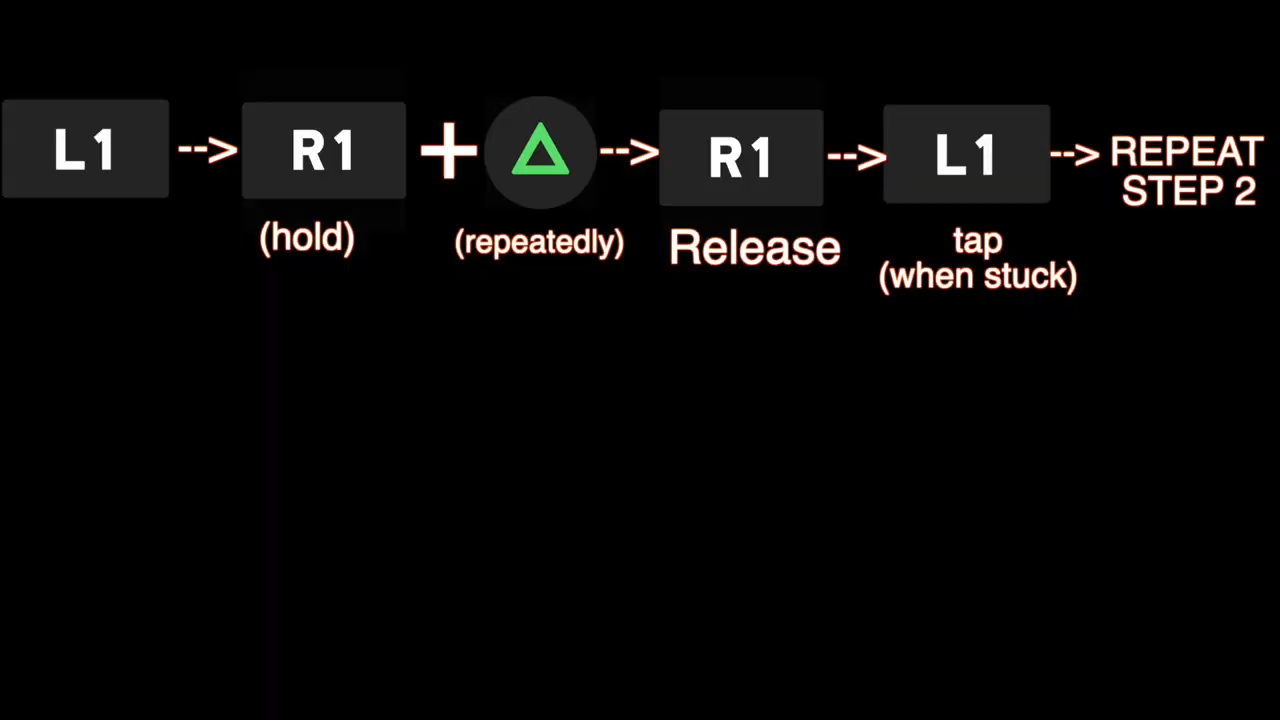 L1 --> R1 + △ --> R1 --> L1 --> REPEAT
STEP 2
(hold) (repeatedly) Release tap
(when stuck)